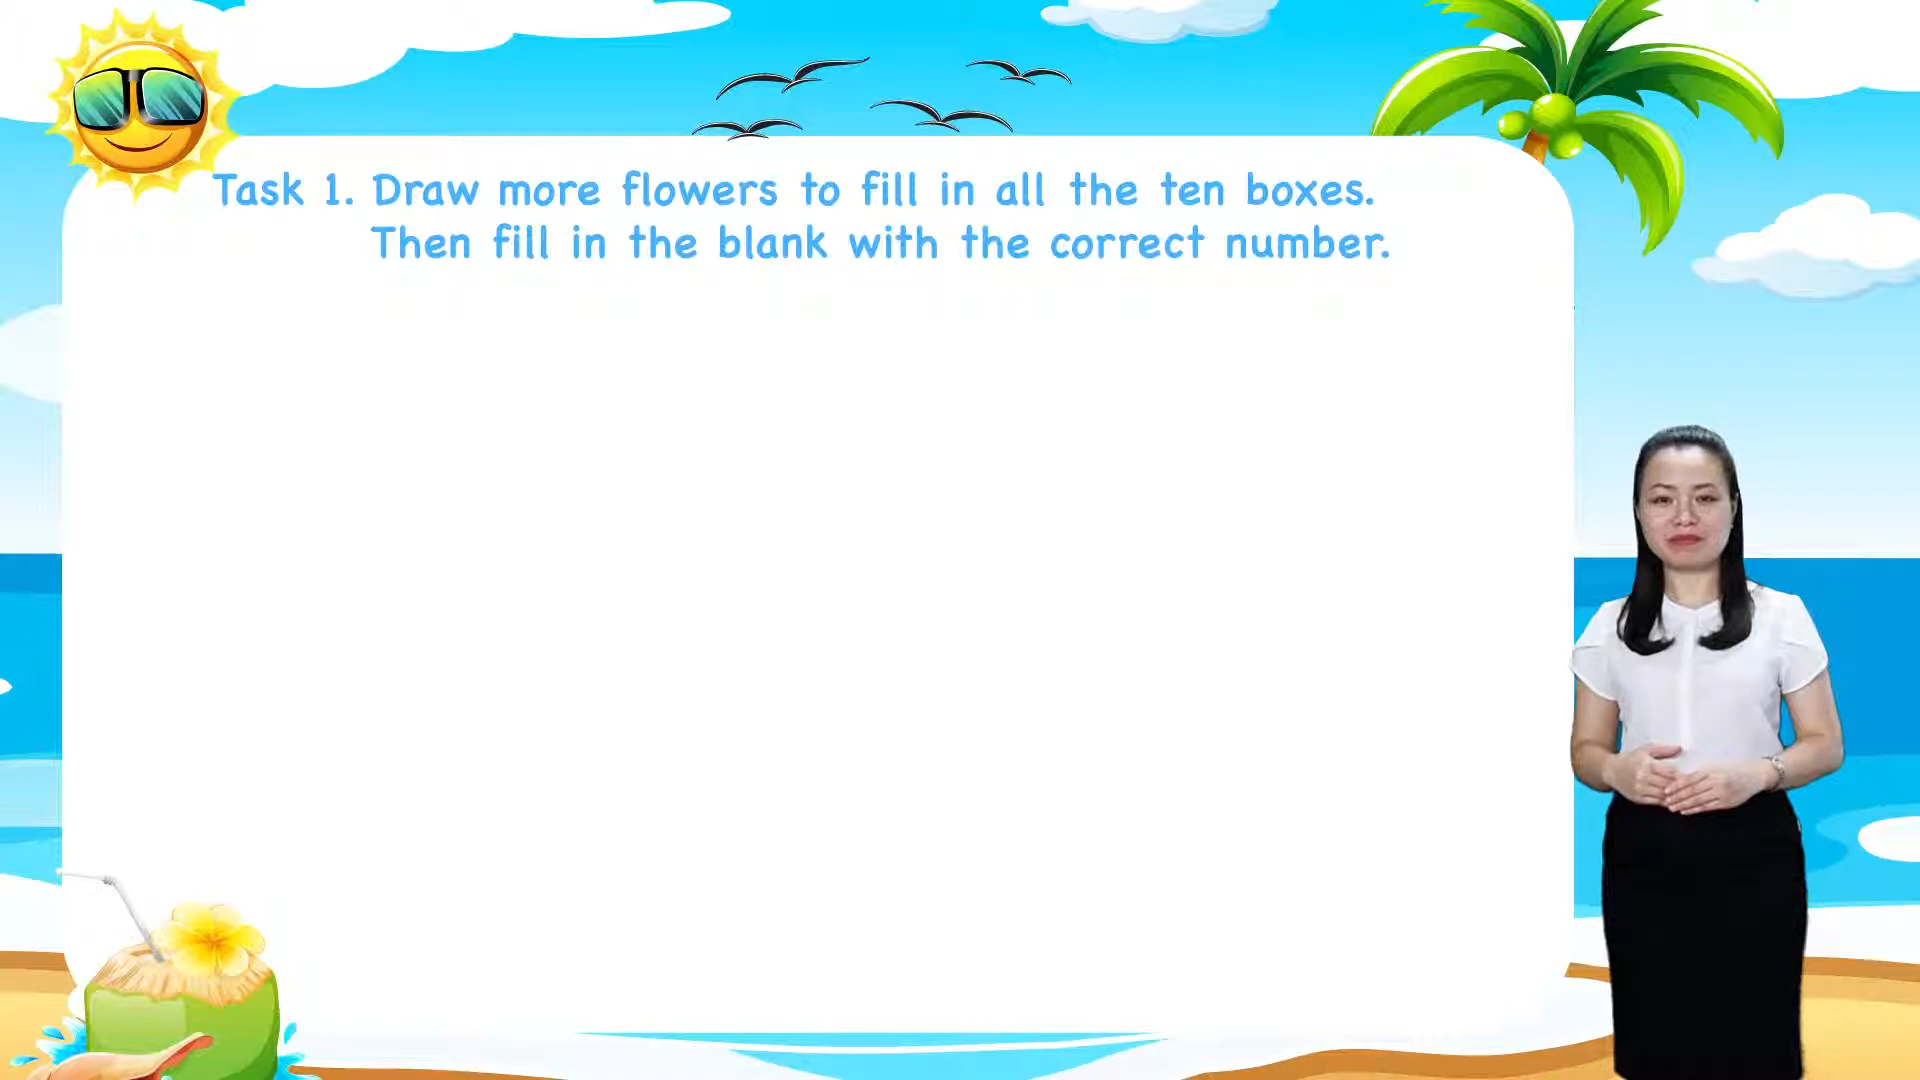 Task 1. Draw more flowers to fill in all the ten boxes.
Then fill in the blank with the correct number.